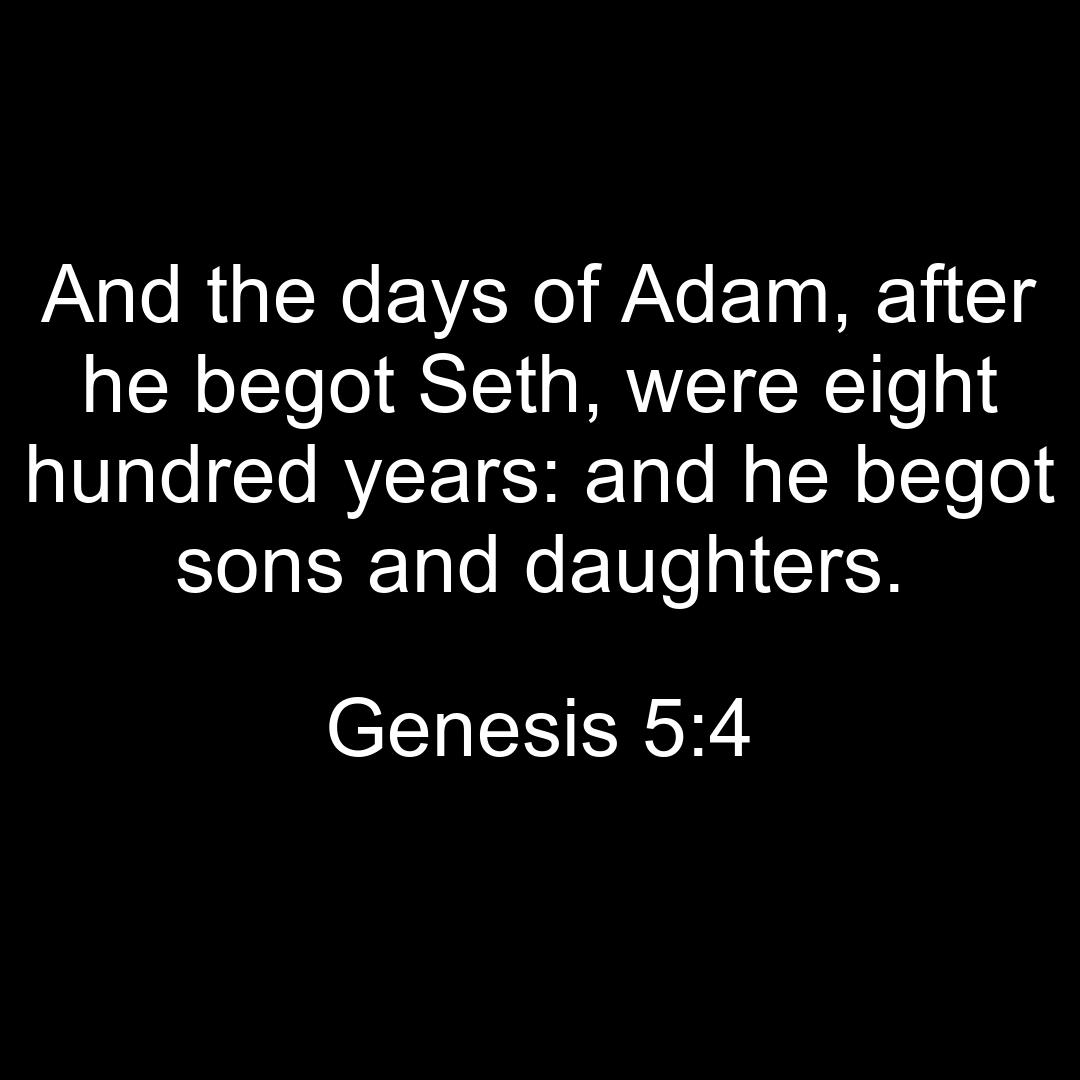 And the days of Adam, after
he begot Seth, were eight
hundred years: and he begot
sons and daughters.
Genesis 5:4